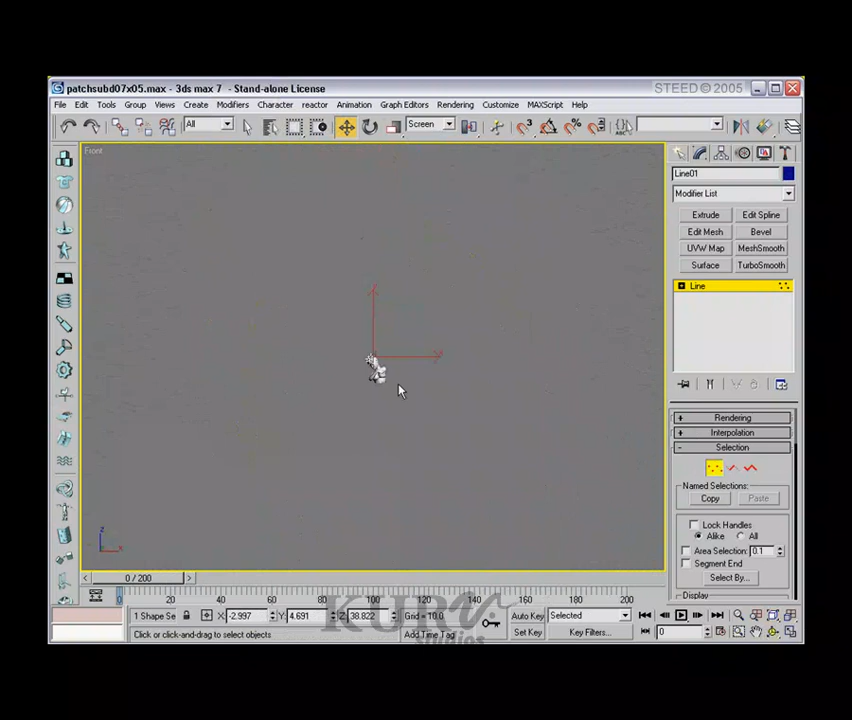 patchsubd07x05.max - 3ds max 7 - Stand-alone License
STEED © 2005
File Edit Tools Group Views Create Modifiers Character reactor Animation Graph Editors Rendering Customize MAXScript Help
All
Screen
Front
Line01
Modifier List
Extrude Edit Spline
Edit Mesh Bevel
UVW Map MeshSmooth
Surface TurboSmooth
Line
+ Rendering
+ Interpolation
- Selection
Named Selections:
Copy Paste
Lock Handles
Alike All
Area Selection: 0.1
Segment End
Select By...
Display
z
x
0 / 200
20 40 60 80 100 120 140 160 180 200
1 Shape Se X: -2.997 Y: 4.691 Z: 38.822 Grid = 10.0
Auto Key Selected
Click or click-and-drag to select objects
Add Time Tag
Set Key Key Filters...
0
KURv
studios